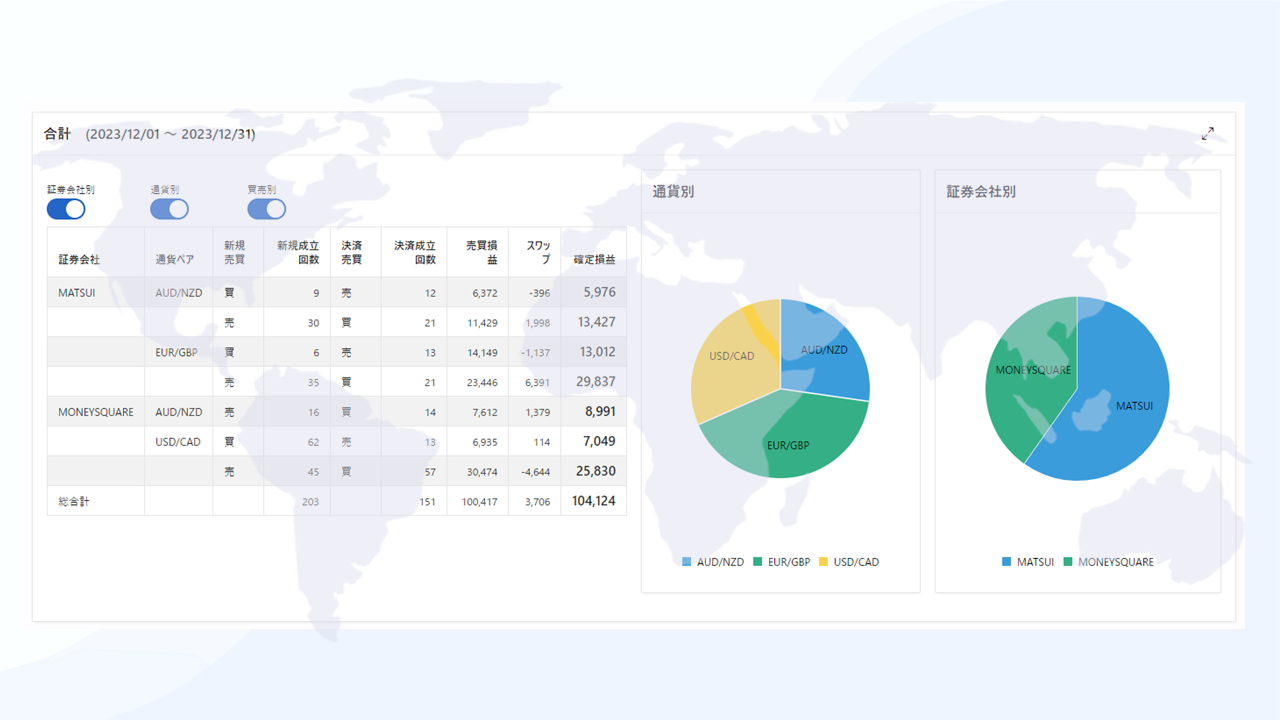 合計 (2023/12/01 ～ 2023/12/31)
証券会社別 通貨別 買売別
証券会社 通貨ペア 新規売買 新規成立回数 決済売買 決済成立回数 売買損益 スワップ 確定損益
MATSUI AUD/NZD 買 9 売 12 6,372 -396 5,976
売 30 買 21 11,429 1,998 13,427
EUR/GBP 買 6 売 13 14,149 -1,137 13,012
売 35 買 21 23,446 6,391 29,837
MONEYSQUARE AUD/NZD 売 16 買 14 7,612 1,379 8,991
USD/CAD 買 62 売 13 6,935 114 7,049
売 45 買 57 30,474 -4,644 25,830
総合計 203 151 100,417 3,706 104,124
通貨別
USD/CAD
AUD/NZD
EUR/GBP
AUD/NZD EUR/GBP USD/CAD
証券会社別
MONEYSQUARE
MATSUI
MATSUI MONEYSQUARE